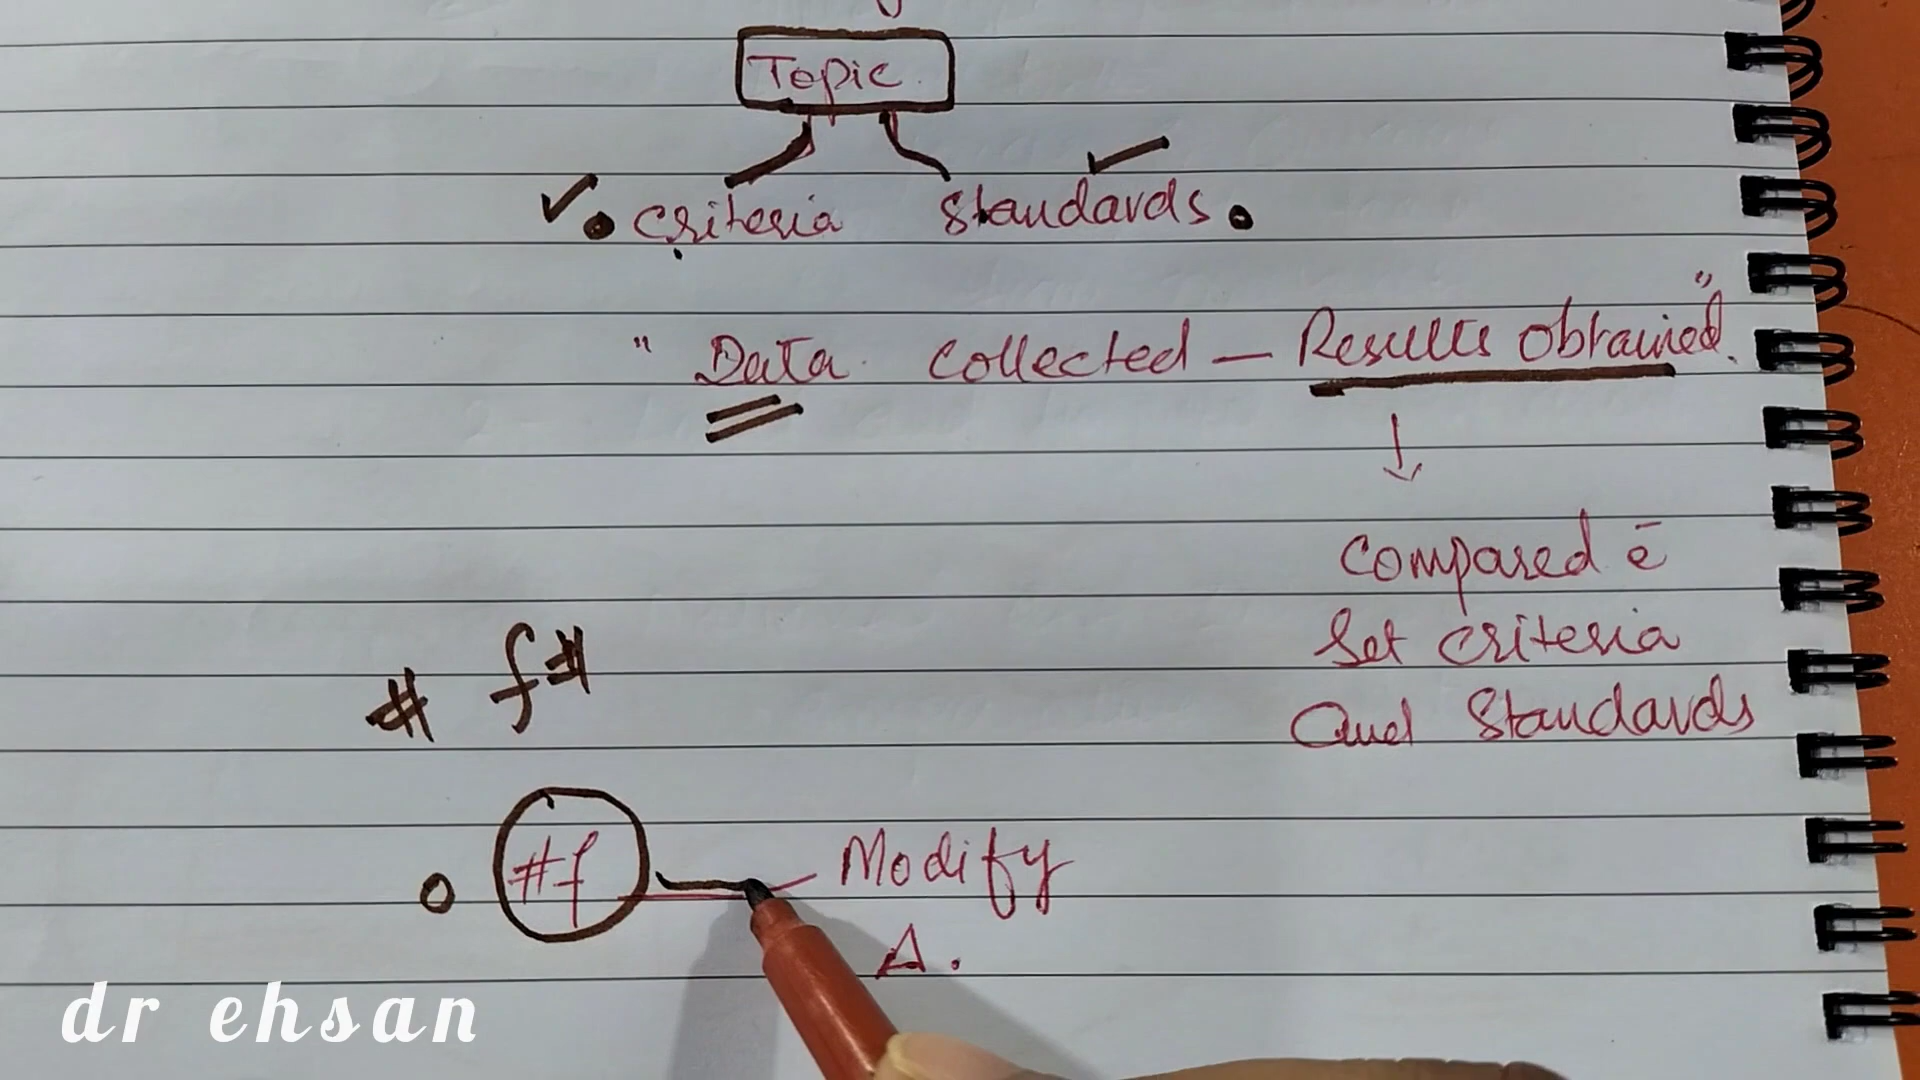 Topic.
criteria standards.
" Data collected — Results obtained."
↓
Compared c̄
Set criteria
and Standards
# f#
#f — Modify
Δ.
dr ehsan